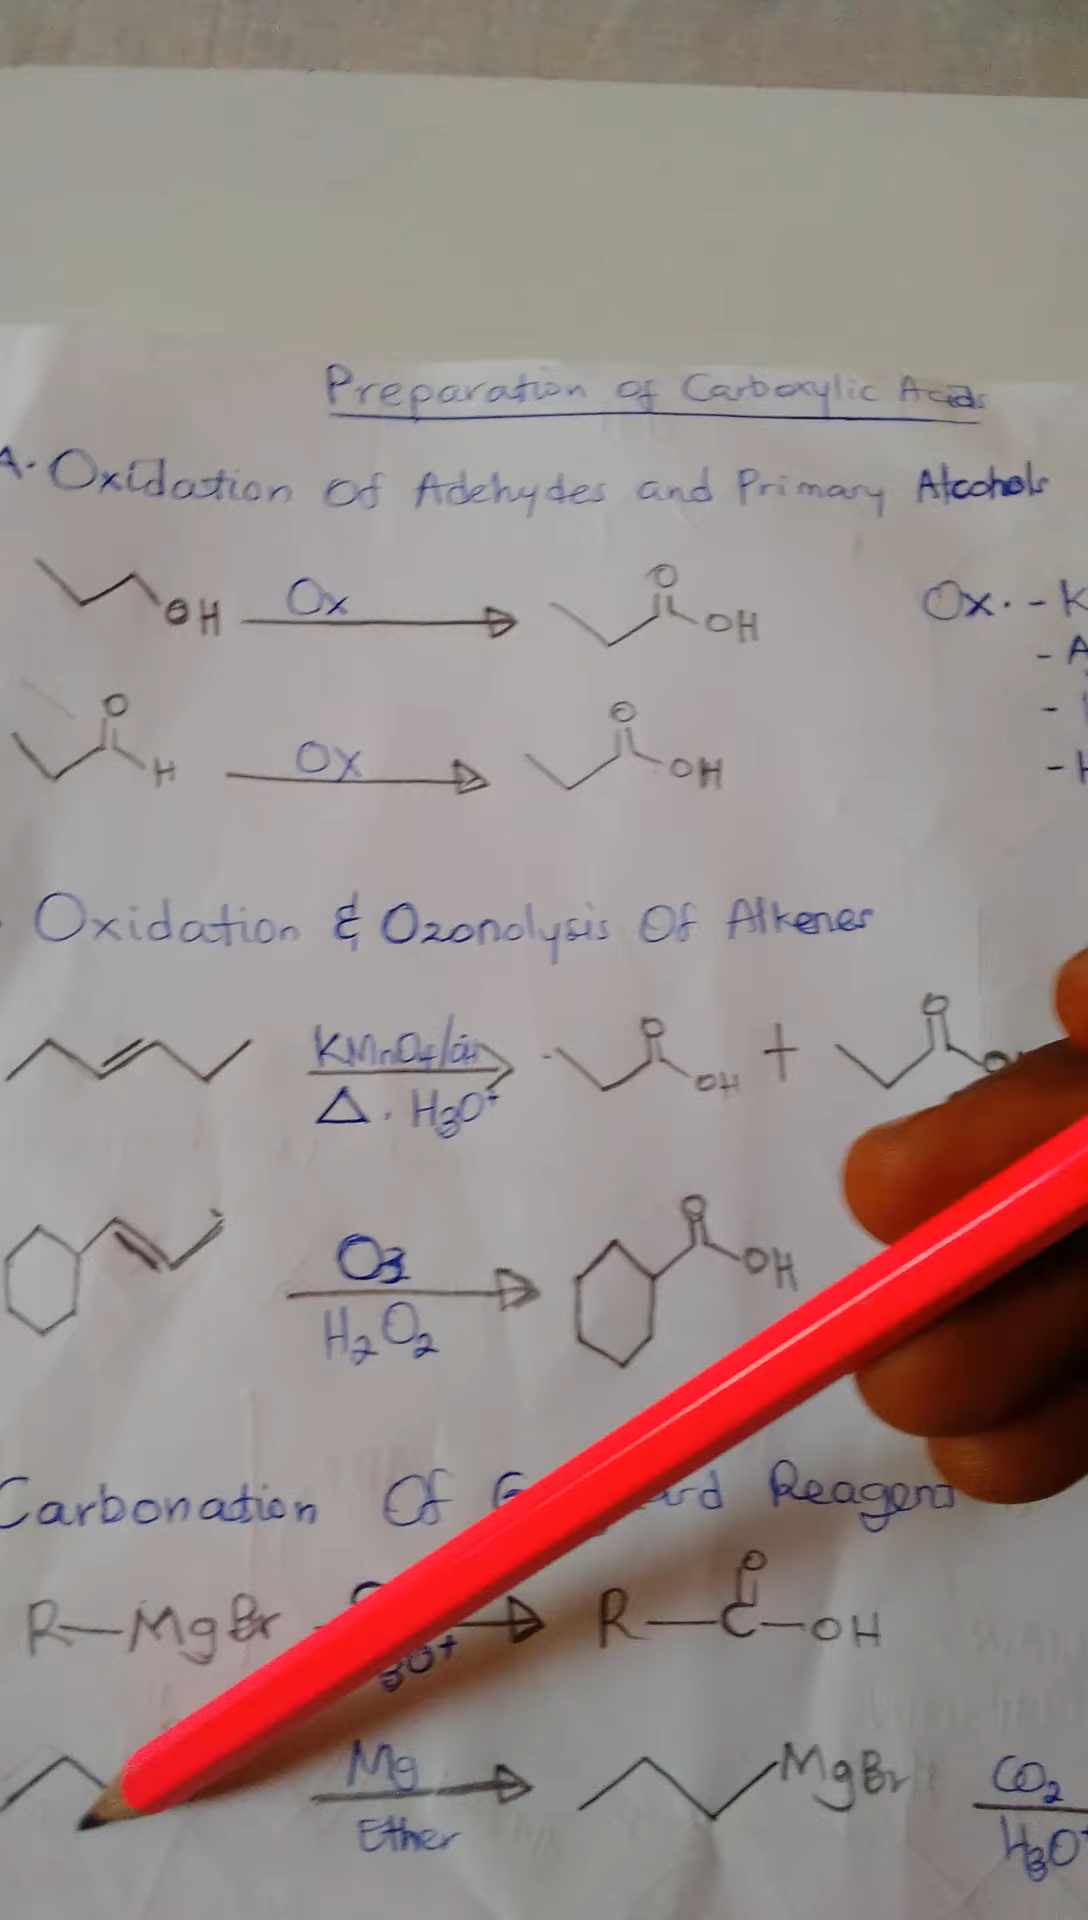 Preparation of Carboxylic Acids
A. Oxidation Of Adehydes and Primary Alcohols
OH Ox O OH Ox. - K
- A
-
O H Ox O OH - H
Oxidation & Ozonolysis Of Alkenes
KMnO4/ O OH + O
Δ . H3O+
O3 O OH
H2O2
Carbonation Of Reagent
R-MgBr R-C-OH O
3O+
Mg MgBr CO2
Ether H3O+